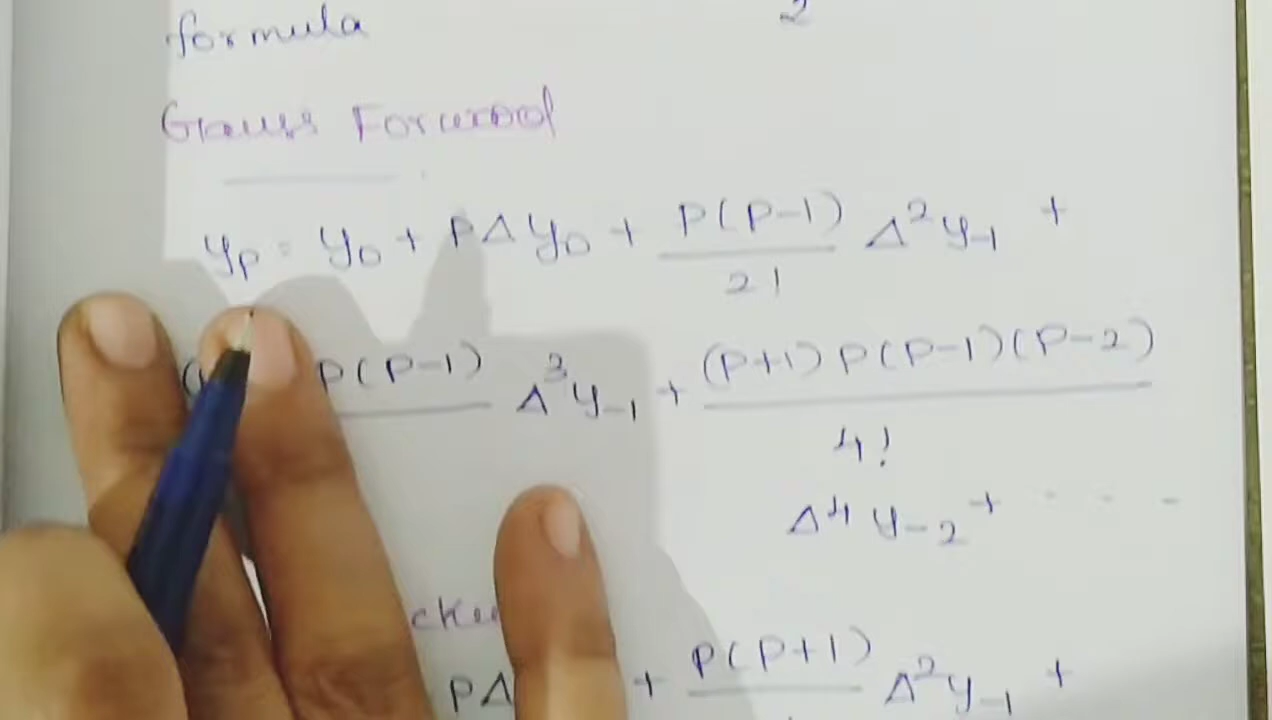 formula 2
Gauss Forward
yp = y0 + PΔy0 + P(P-1)/2! Δ²y-1 +
( P(P-1) Δ³y-1 + (P+1)P(P-1)(P-2)/4!
Δ⁴y-2 + - - -
PΔ + P(P+1) Δ²y-1 +